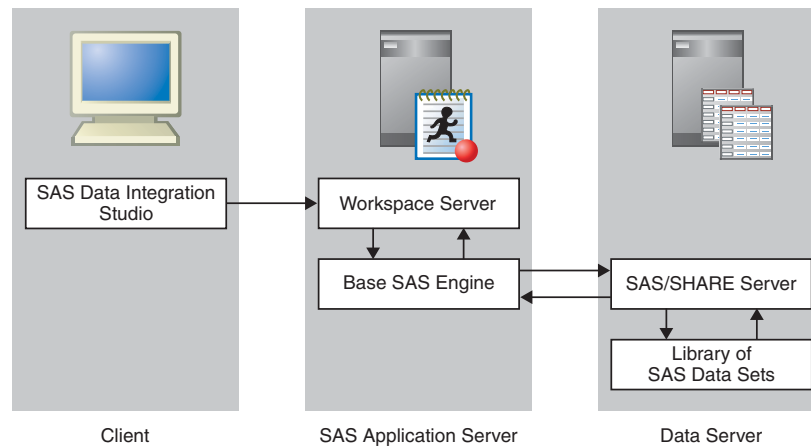 SAS Data Integration
Studio
Workspace Server
Base SAS Engine
SAS/SHARE Server
Library of
SAS Data Sets
Client
SAS Application Server
Data Server